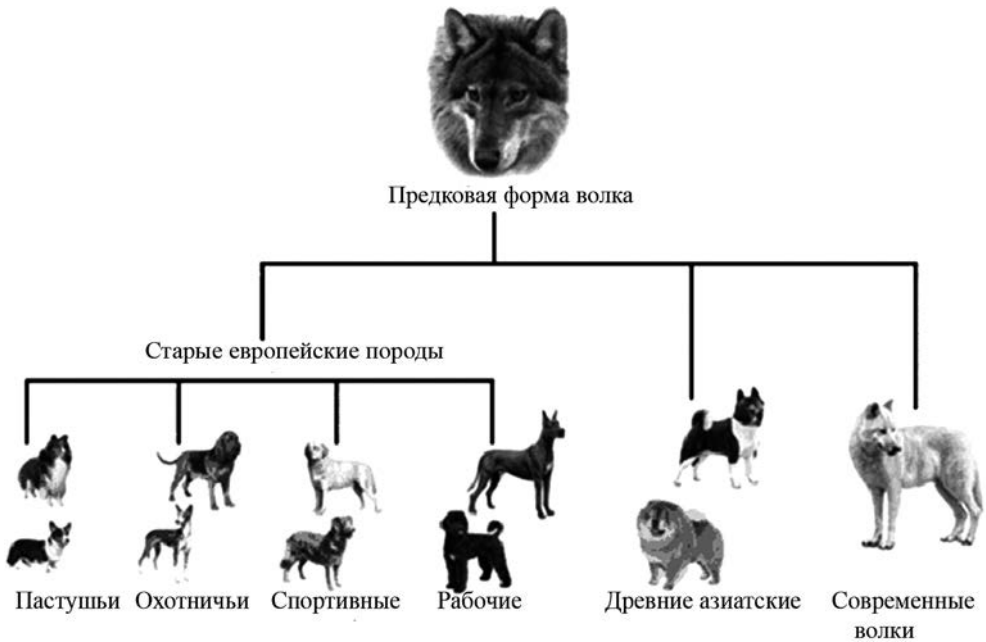 Предковая форма волка
Старые европейские породы
Пастушьи
Охотничьи
Спортивные
Рабочие
Древние азиатские
Современные
волки